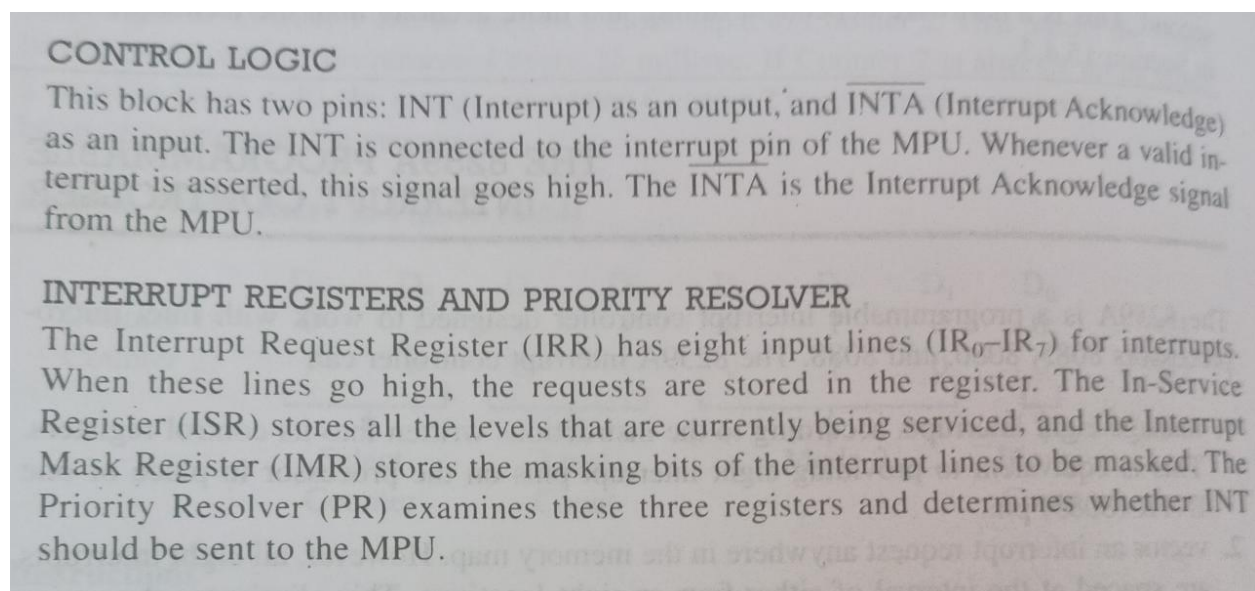 CONTROL LOGIC
This block has two pins: INT (Interrupt) as an output, and I̅N̅T̅A̅ (Interrupt Acknowledge)
as an input. The INT is connected to the interrupt pin of the MPU. Whenever a valid in-
terrupt is asserted, this signal goes high. The I̅N̅T̅A̅ is the Interrupt Acknowledge signal
from the MPU.
INTERRUPT REGISTERS AND PRIORITY RESOLVER
The Interrupt Request Register (IRR) has eight input lines (IR₀–IR₇) for interrupts.
When these lines go high, the requests are stored in the register. The In-Service
Register (ISR) stores all the levels that are currently being serviced, and the Interrupt
Mask Register (IMR) stores the masking bits of the interrupt lines to be masked. The
Priority Resolver (PR) examines these three registers and determines whether INT
should be sent to the MPU.